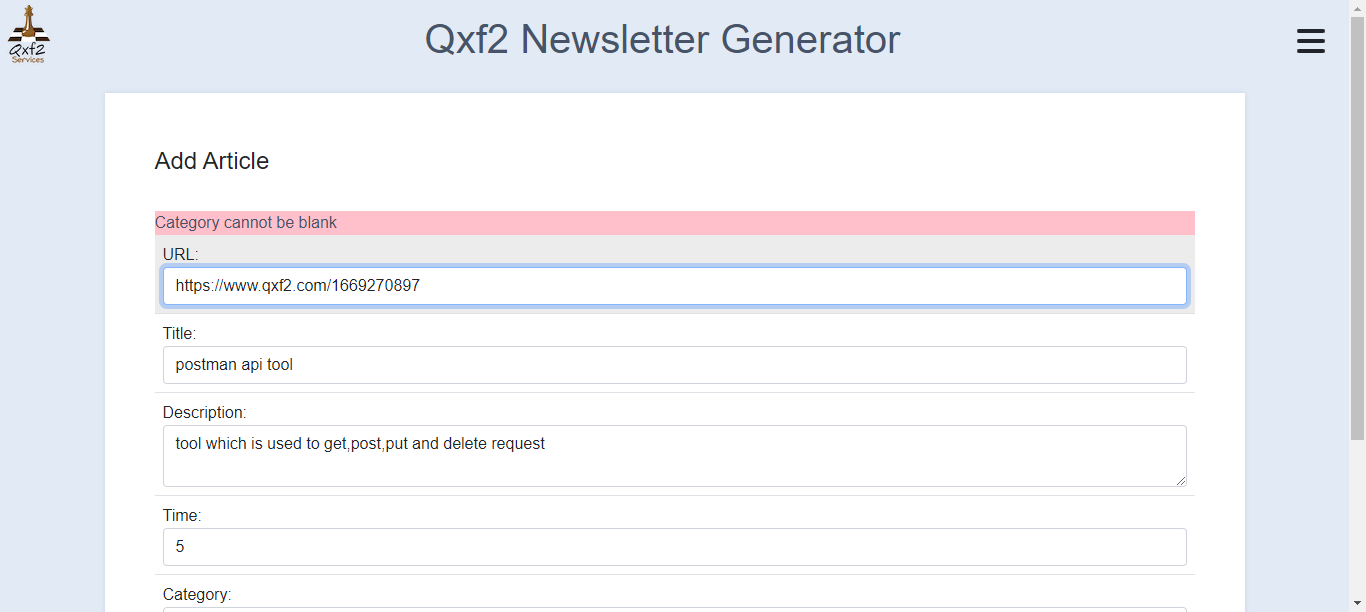 Qxf2
Services
Qxf2 Newsletter Generator
Add Article
Category cannot be blank
URL:
https://www.qxf2.com/1669270897
Title:
postman api tool
Description:
tool which is used to get,post,put and delete request
Time:
5
Category: